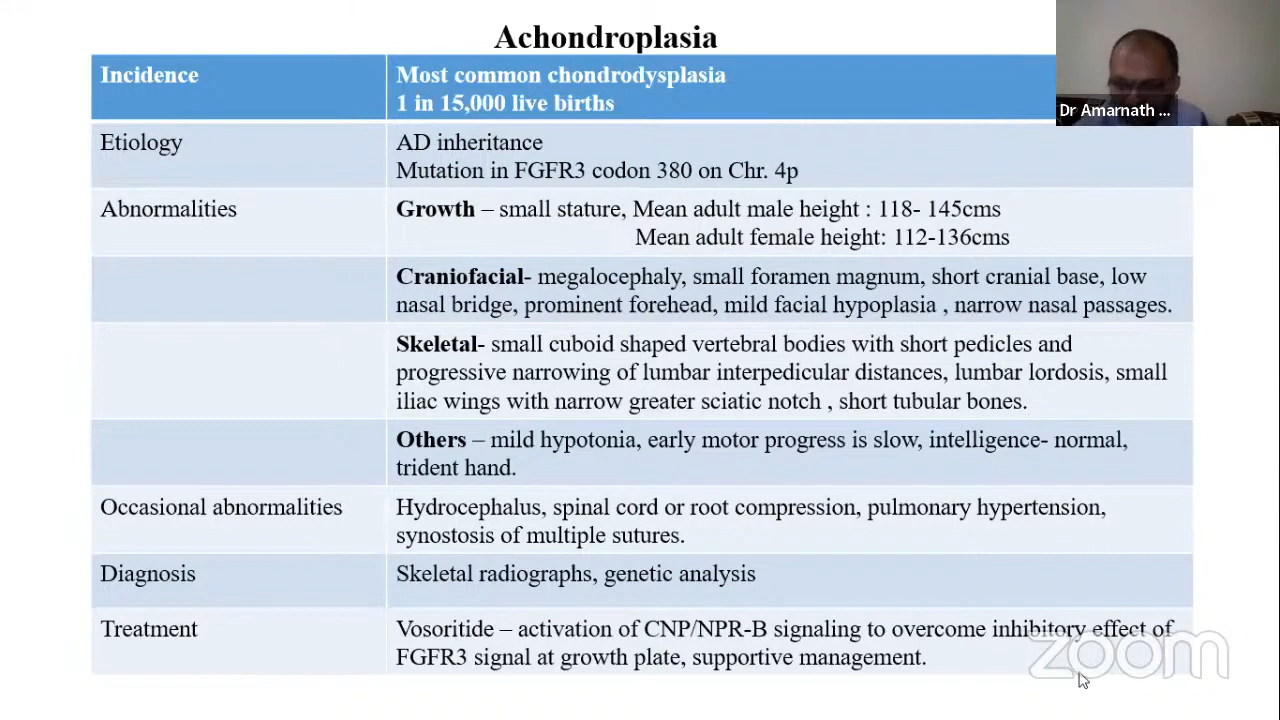 Achondroplasia
Incidence
Most common chondrodysplasia
1 in 15,000 live births
Dr Amarnath ...
Etiology
AD inheritance
Mutation in FGFR3 codon 380 on Chr. 4p
Abnormalities
Growth – small stature, Mean adult male height : 118- 145cms
Mean adult female height: 112-136cms
Craniofacial- megalocephaly, small foramen magnum, short cranial base, low
nasal bridge, prominent forehead, mild facial hypoplasia , narrow nasal passages.
Skeletal- small cuboid shaped vertebral bodies with short pedicles and
progressive narrowing of lumbar interpedicular distances, lumbar lordosis, small
iliac wings with narrow greater sciatic notch , short tubular bones.
Others – mild hypotonia, early motor progress is slow, intelligence- normal,
trident hand.
Occasional abnormalities
Hydrocephalus, spinal cord or root compression, pulmonary hypertension,
synostosis of multiple sutures.
Diagnosis
Skeletal radiographs, genetic analysis
Treatment
Vosoritide – activation of CNP/NPR-B signaling to overcome inhibitory effect of
FGFR3 signal at growth plate, supportive management.
zoom